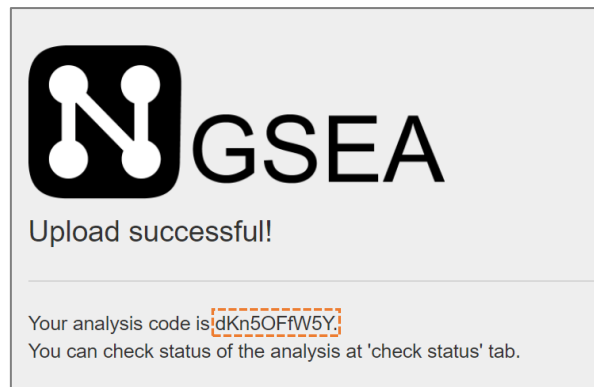 N GSEA
Upload successful!
Your analysis code is dKn5OFfW5Y.
You can check status of the analysis at 'check status' tab.